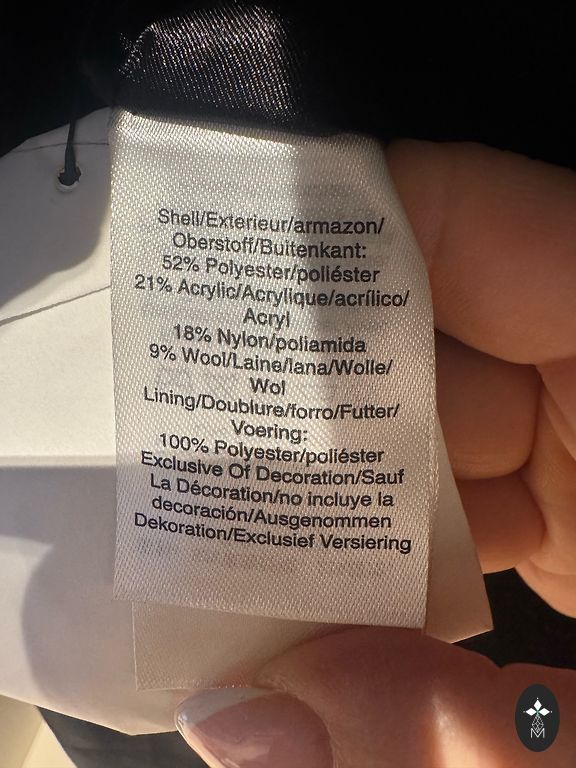 Shell/Exterieur/armazon/
Oberstoff/Buitenkant:
52% Polyester/poliéster
21% Acrylic/Acrylique/acrílico/
Acryl
18% Nylon/poliamida
9% Wool/Laine/lana/Wolle/
Wol
Lining/Doublure/forro/Futter/
Voering:
100% Polyester/poliéster
Exclusive Of Decoration/Sauf
La Décoration/no incluye la
decoración/Ausgenommen
Dekoration/Exclusief Versiering
M